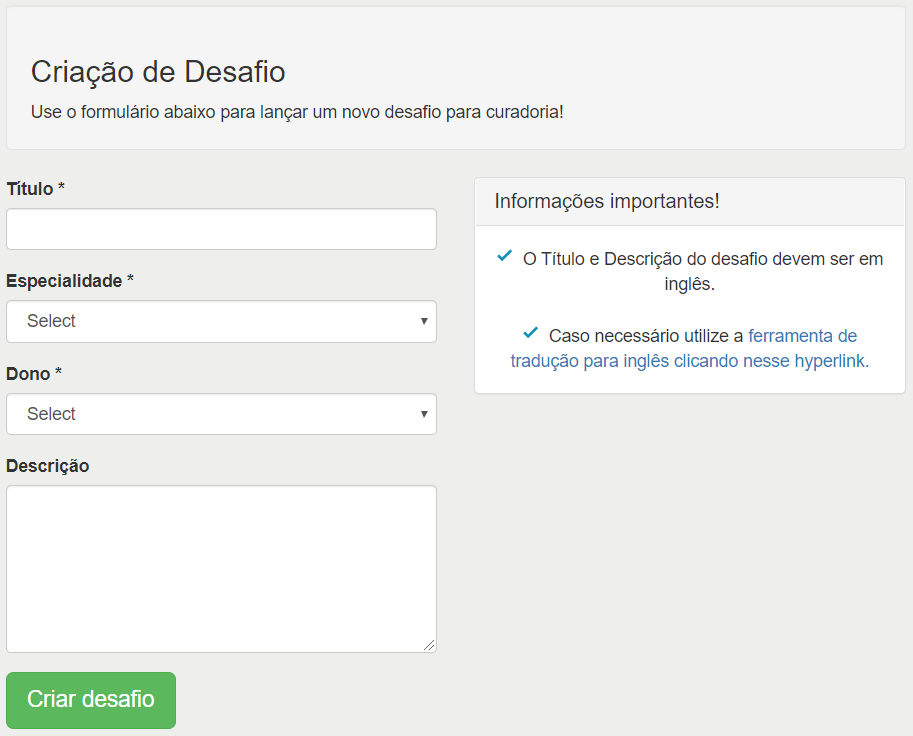 Criação de Desafio
Use o formulário abaixo para lançar um novo desafio para curadoria!
Título *
Especialidade *
Select
Dono *
Select
Descrição
Criar desafio
Informações importantes!
O Título e Descrição do desafio devem ser em
inglês.
Caso necessário utilize a ferramenta de
tradução para inglês clicando nesse hyperlink.